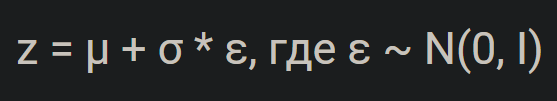 z = μ + σ * ε, где ε ~ N(0, I)